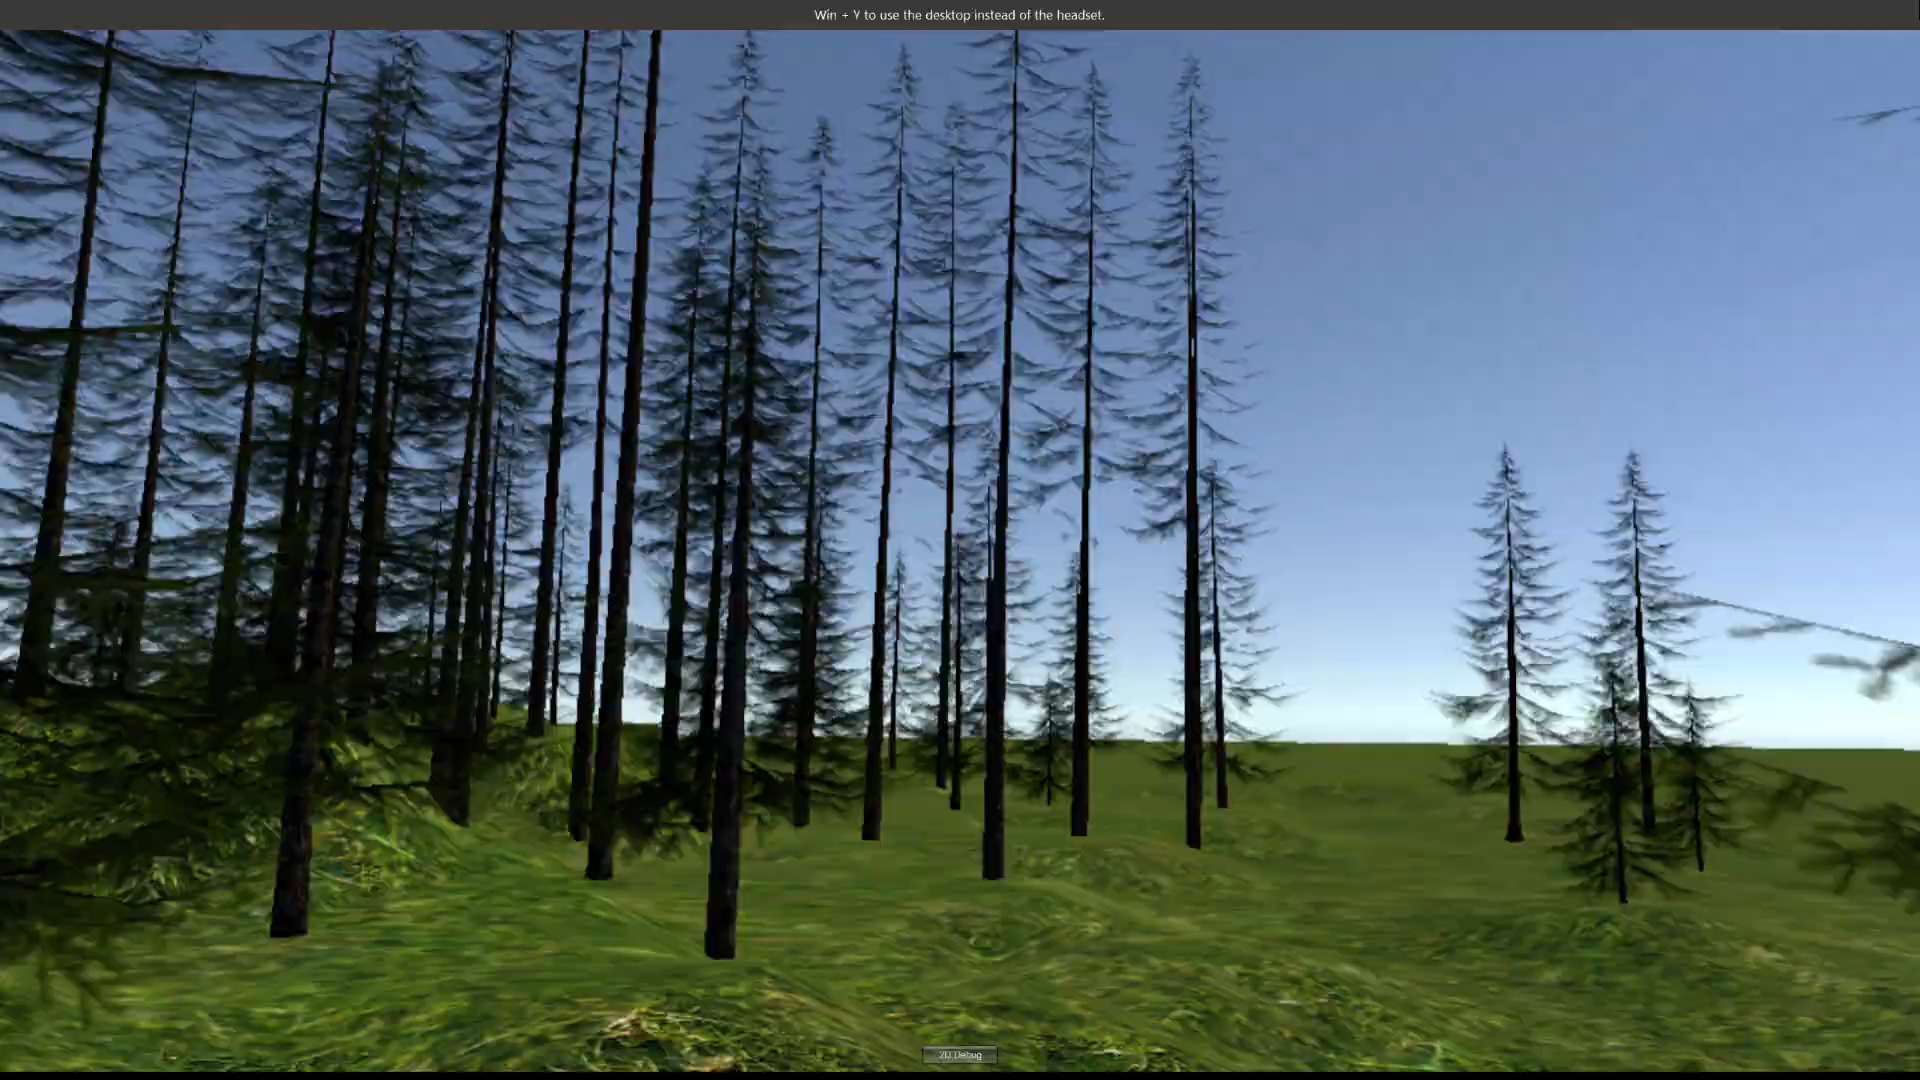 Win + Y to use the desktop instead of the headset.
2D Debug